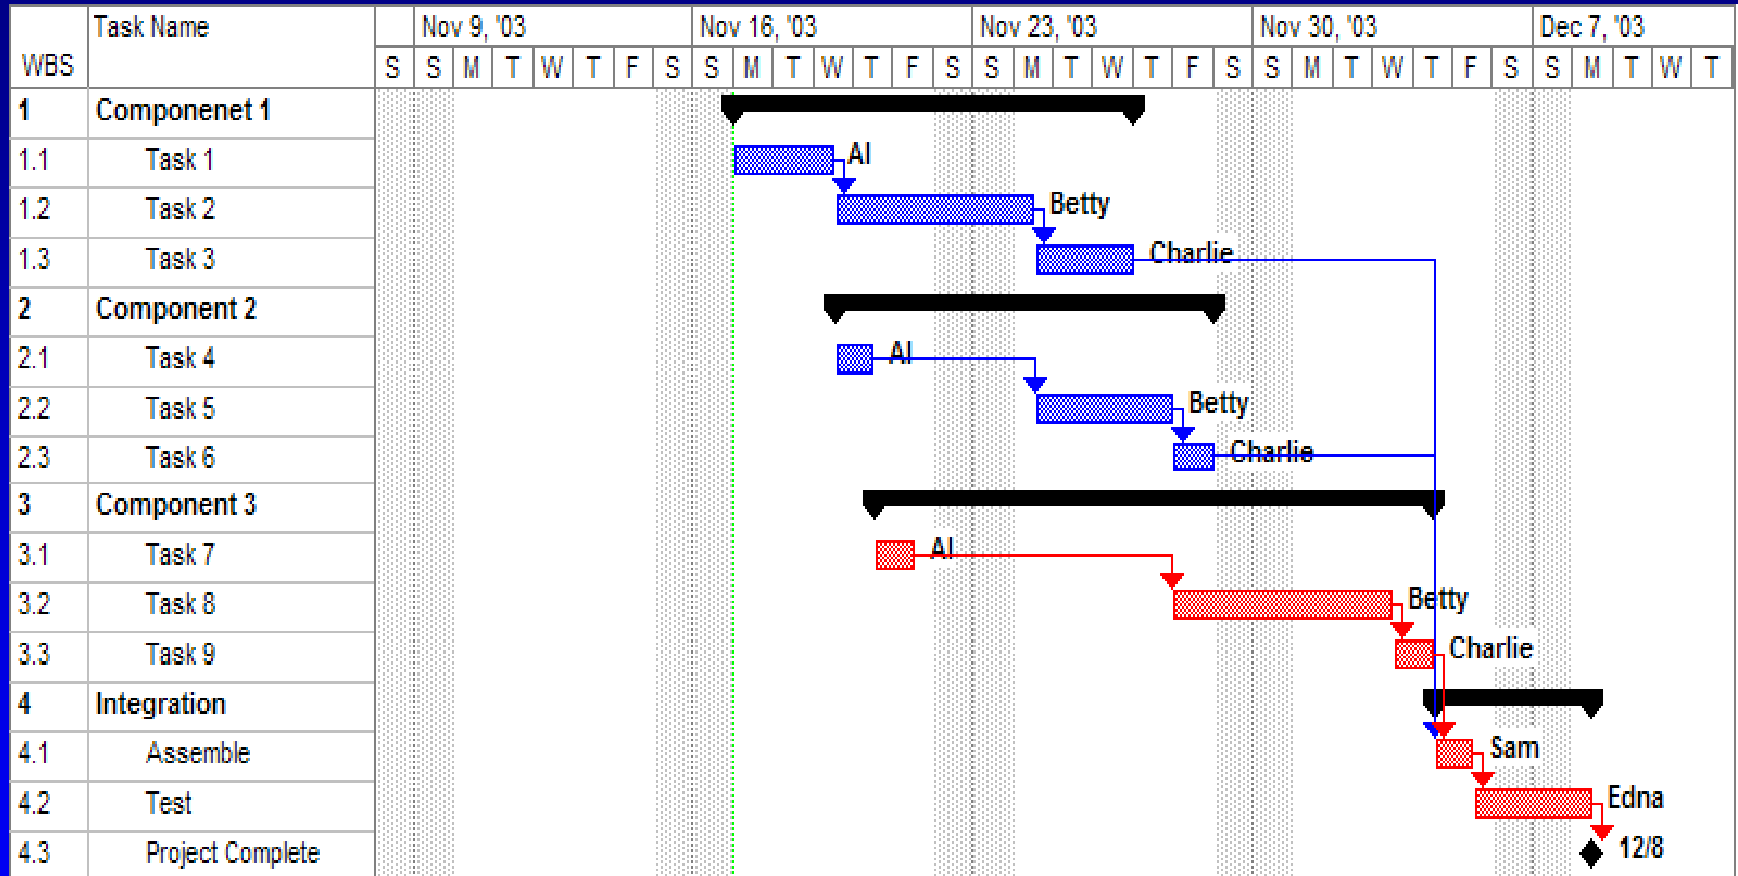 Task Name Nov 9, '03 Nov 16, '03 Nov 23, '03 Nov 30, '03 Dec 7, '03
WBS S S M T W T F S S M T W T F S S M T W T F S S M T W T F S S M T W T
1 Componenet 1
1.1 Task 1 Al
1.2 Task 2 Betty
1.3 Task 3 Charlie
2 Component 2
2.1 Task 4 Al
2.2 Task 5 Betty
2.3 Task 6 Charlie
3 Component 3
3.1 Task 7 Al
3.2 Task 8 Betty
3.3 Task 9 Charlie
4 Integration
4.1 Assemble Sam
4.2 Test Edna
4.3 Project Complete 12/8